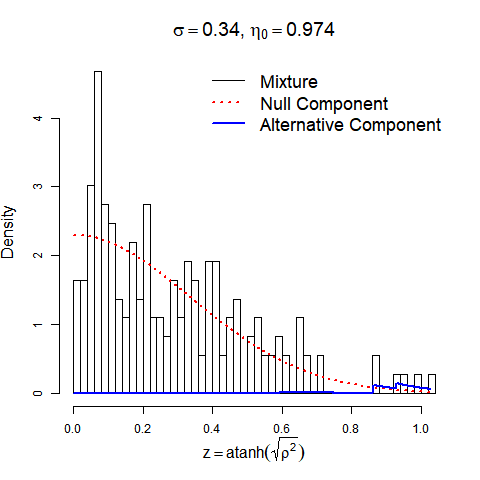 σ = 0.34, η₀ = 0.974
Mixture
Null Component
Alternative Component
Density
4
3
2
1
0
0.0 0.2 0.4 0.6 0.8 1.0
z = atanh(√ρ²)